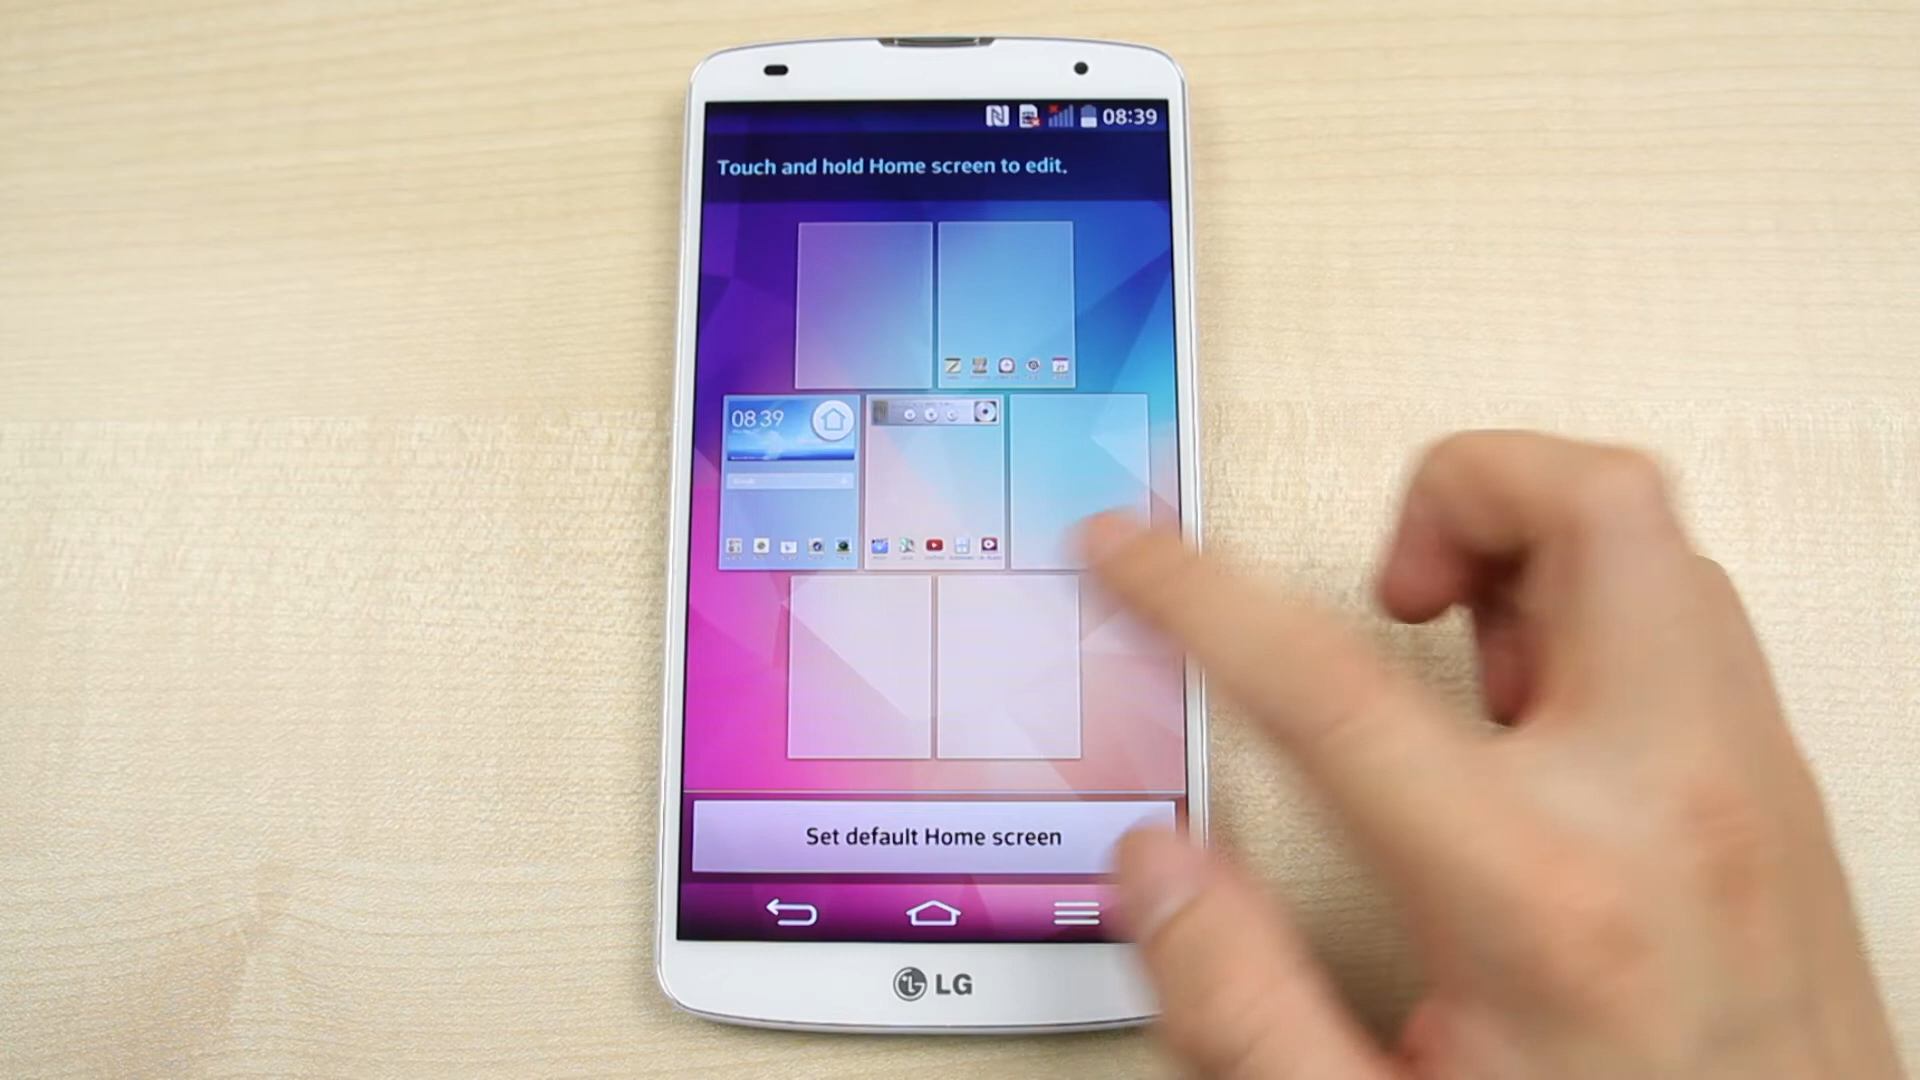 08:39
Touch and hold Home screen to edit.
08 39
Set default Home screen
LG